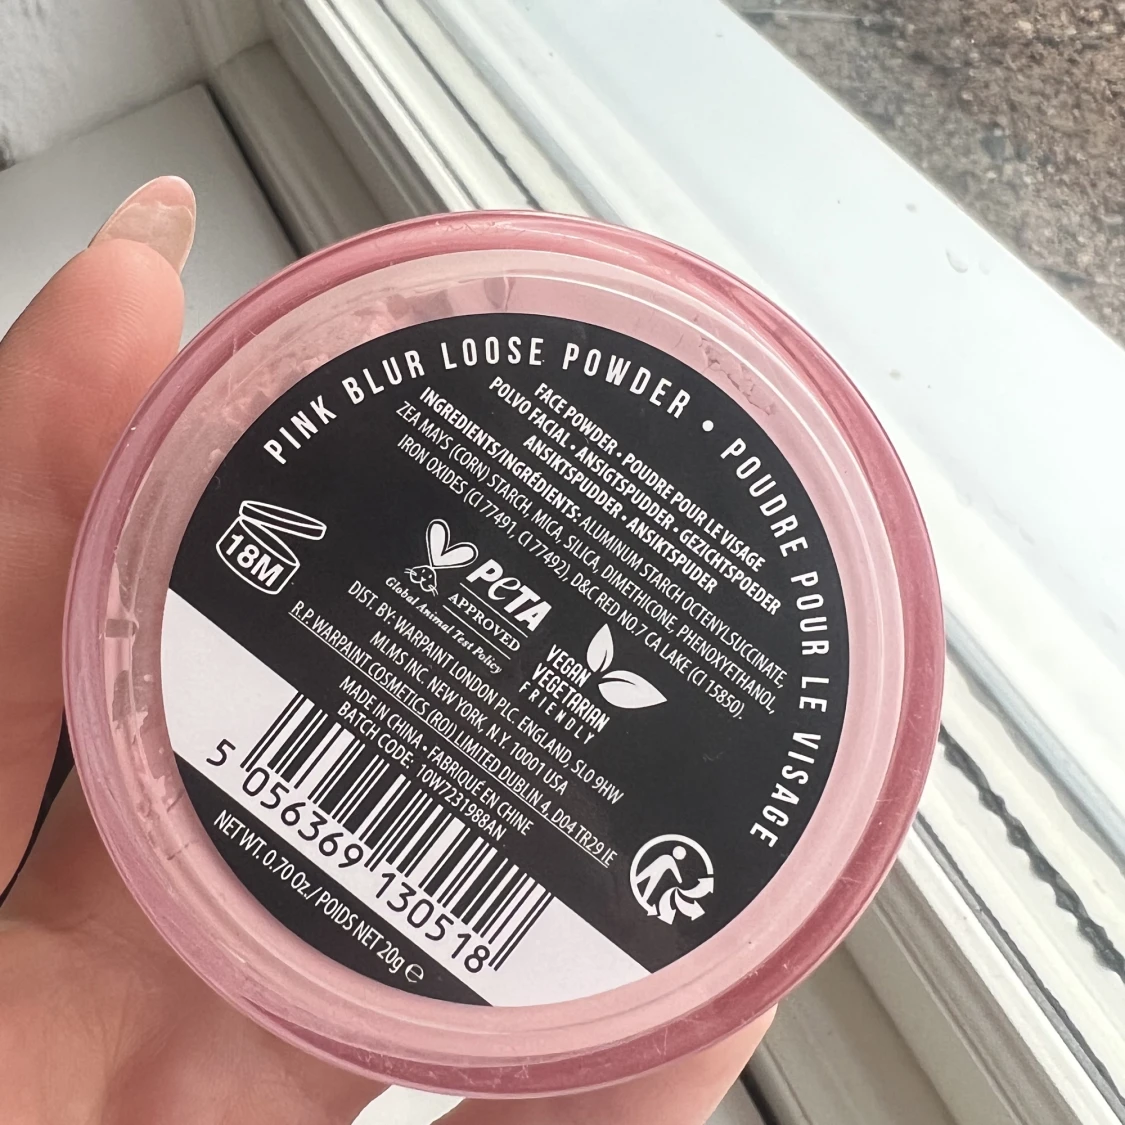 PINK BLUR LOOSE POWDER • POUDRE POUR LE VISAGE
FACE POWDER • POUDRE POUR LE VISAGE
POLVO FACIAL • ANSIGTSPUDDER • GEZICHTSPOEDER
ANSIKTSPUDDER • ANSIKTSPUDER
INGREDIENTS/INGRÉDIENTS: ALUMINUM STARCH OCTENYLSUCCINATE,
ZEA MAYS (CORN) STARCH, MICA, SILICA, DIMETHICONE, PHENOXYETHANOL,
IRON OXIDES (CI 77491, CI 77492), D&C RED NO.7 CA LAKE (CI 15850).
18M
PETA
APPROVED
Global Animal Test Policy
VEGAN
VEGETARIAN
FRIENDLY
DIST. BY: WARPAINT LONDON PLC. ENGLAND, SL0 9HW
MLMS INC. NEW YORK, N.Y. 10001 USA
R.P. WARPAINT COSMETICS (ROI) LIMITED DUBLIN 4, D04 TR29 IE
MADE IN CHINA • FABRIQUÉ EN CHINE
BATCH CODE: 10W7231988AN
5 056369 130518
NET WT. 0.70 Oz. / POIDS NET 20g ℮